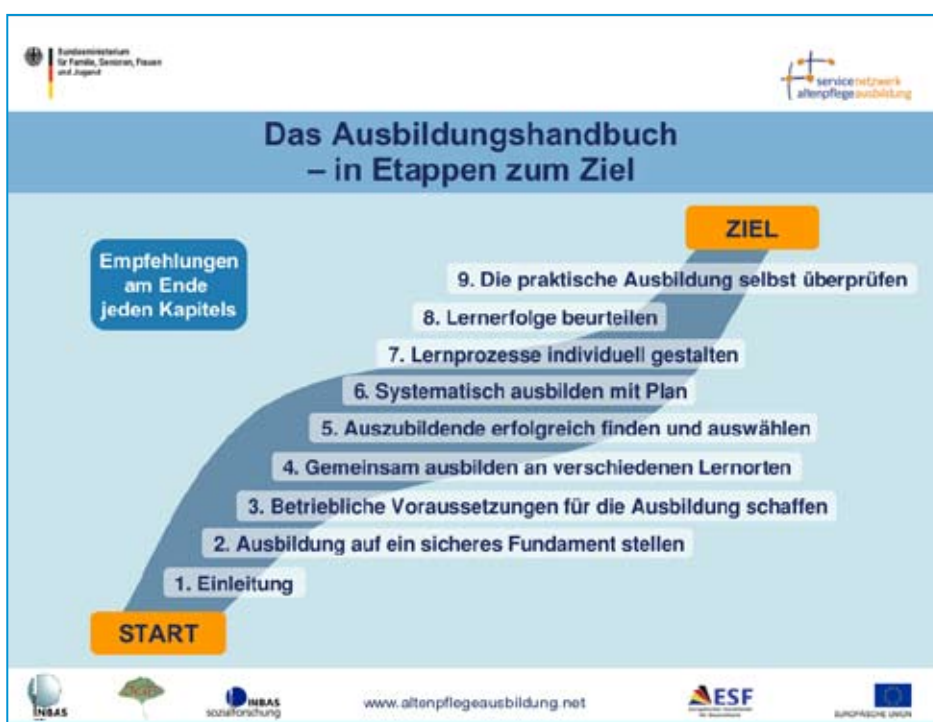 Bundesministerium
für Familie, Senioren, Frauen
und Jugend
servicenetzwerk
altenpflegeausbildung
Das Ausbildungshandbuch
– in Etappen zum Ziel
Empfehlungen
am Ende
jeden Kapitels
ZIEL
9. Die praktische Ausbildung selbst überprüfen
8. Lernerfolge beurteilen
7. Lernprozesse individuell gestalten
6. Systematisch ausbilden mit Plan
5. Auszubildende erfolgreich finden und auswählen
4. Gemeinsam ausbilden an verschiedenen Lernorten
3. Betriebliche Voraussetzungen für die Ausbildung schaffen
2. Ausbildung auf ein sicheres Fundament stellen
1. Einleitung
START
INBAS
INBAS
sozialforschung
www.altenpflegeausbildung.net
ESF
EUROPÄISCHE UNION